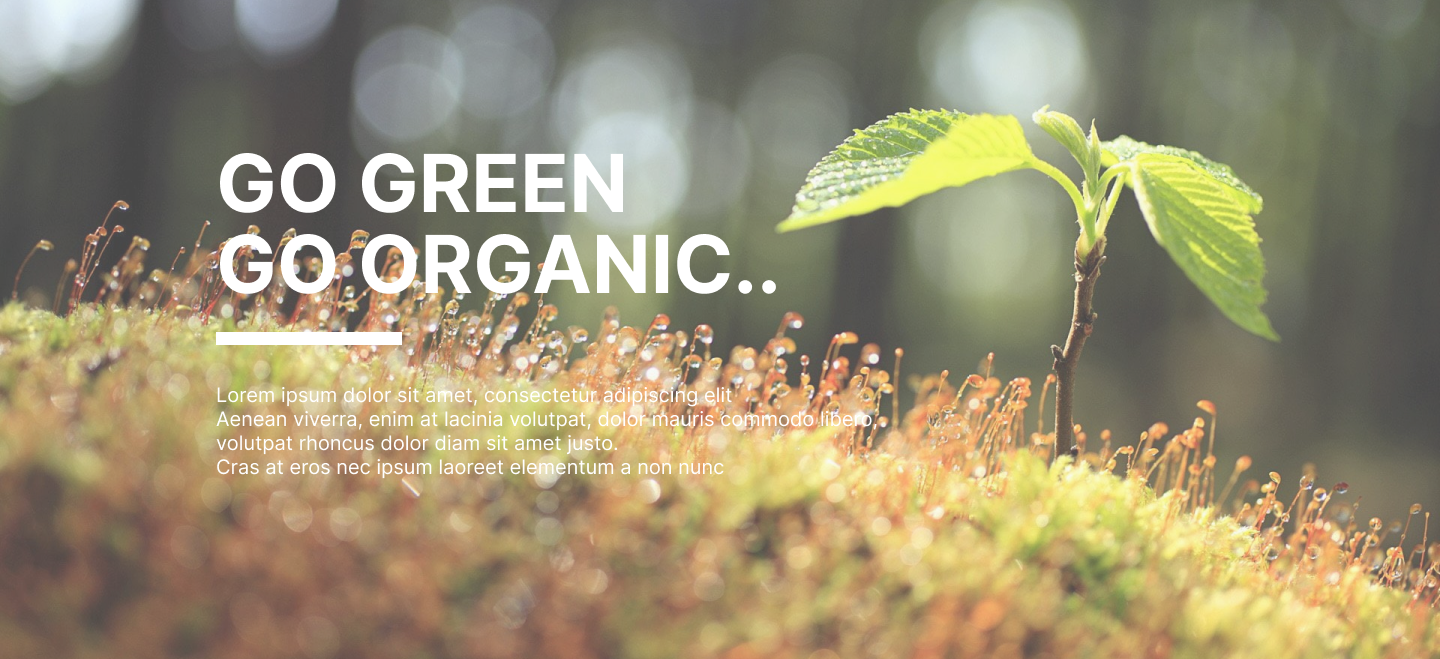 GO GREEN
GO ORGANIC..
Lorem ipsum dolor sit amet, consectetur adipiscing elit
Aenean viverra, enim at lacinia volutpat, dolor mauris commodo libero,
volutpat rhoncus dolor diam sit amet justo.
Cras at eros nec ipsum laoreet elementum a non nunc